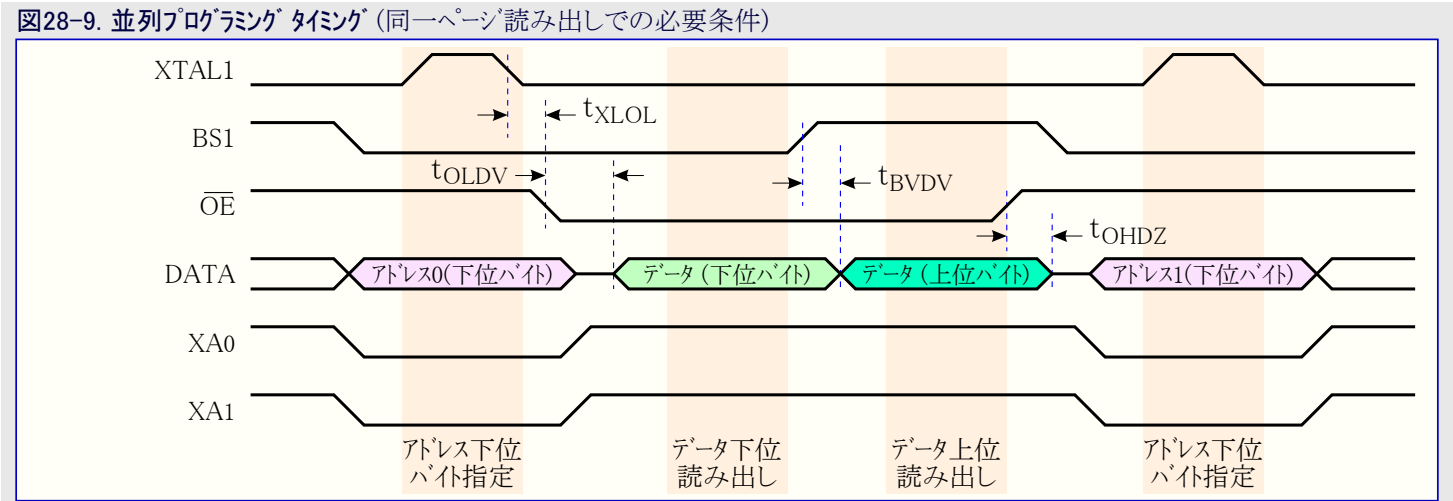 図28-9. 並列プログラミング タイミング (同一ページ読み出しでの必要条件)
XTAL1
tXLOL
BS1
tOLDV
tBVDV
OE
tOHDZ
DATA
アドレス0(下位バイト)
データ (下位バイト)
データ (上位バイト)
アドレス1(下位バイト)
XA0
XA1
アドレス下位
バイト指定
データ下位
読み出し
データ上位
読み出し
アドレス下位
バイト指定